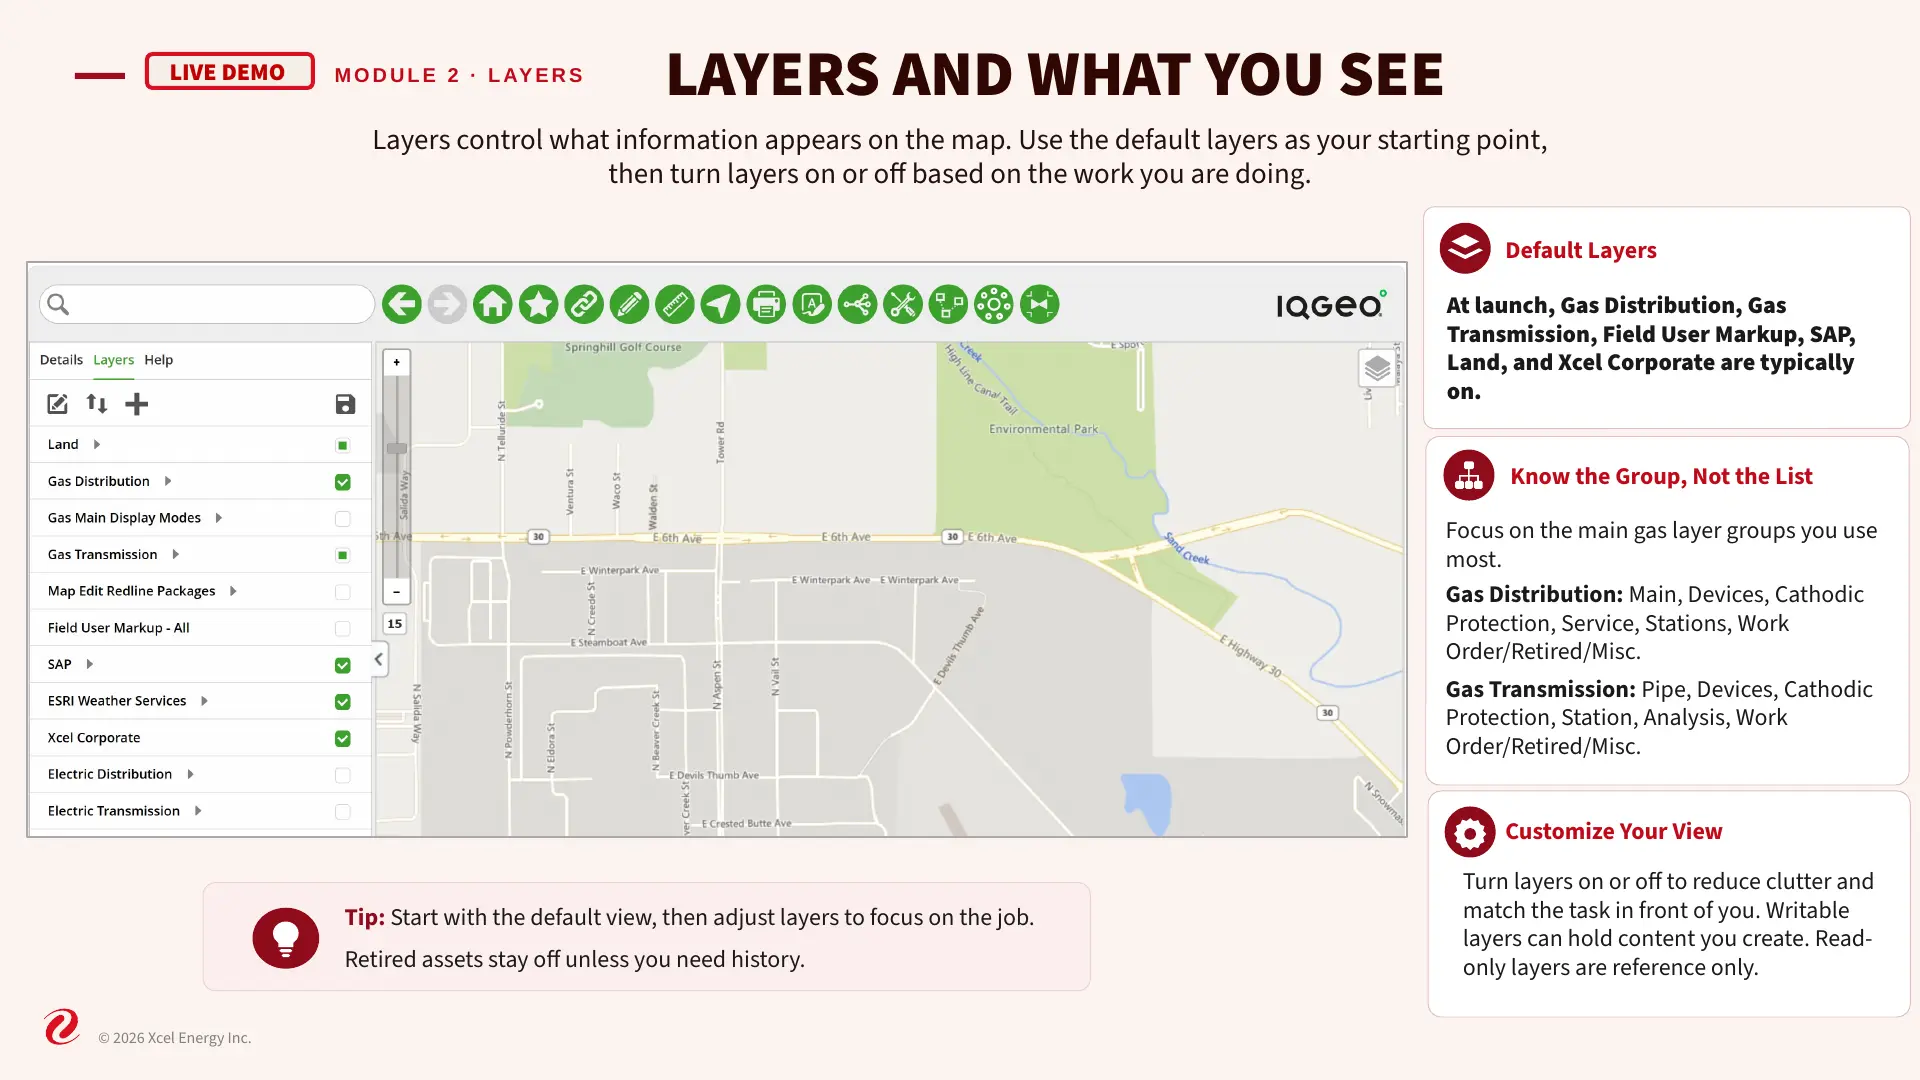 LIVE DEMO
MODULE 2 · LAYERS
LAYERS AND WHAT YOU SEE
Layers control what information appears on the map. Use the default layers as your starting point,
then turn layers on or off based on the work you are doing.
IQGEO
Details Layers Help
Land
Gas Distribution
Gas Main Display Modes
Gas Transmission
Map Edit Redline Packages
Field User Markup - All
SAP
ESRI Weather Services
Xcel Corporate
Electric Distribution
Electric Transmission
+
-
15
Springhill Golf Course
Creek
High Line Canal Trail
Environmental Park
N Telluride St
Tower Rd
Salida Way
Ventura St
Waco St
Walden St
30
E 6th Ave
E 6th Ave
30
E 6th Ave
Sand Creek
E Winterpark Ave
E Winterpark Ave
E Winterpark Ave
N Creede St
E Steamboat Ave
E Devils Thumb Ave
E Highway 30
30
N Salida Way
N Powderhorn St
N Eldora St
N Beaver Creek St
N Aspen St
N Vail St
E Devils Thumb Ave
ver Creek St
E Crested Butte Ave
N Snowmas
Default Layers
At launch, Gas Distribution, Gas
Transmission, Field User Markup, SAP,
Land, and Xcel Corporate are typically
on.
Know the Group, Not the List
Focus on the main gas layer groups you use
most.
Gas Distribution: Main, Devices, Cathodic
Protection, Service, Stations, Work
Order/Retired/Misc.
Gas Transmission: Pipe, Devices, Cathodic
Protection, Station, Analysis, Work
Order/Retired/Misc.
Customize Your View
Turn layers on or off to reduce clutter and
match the task in front of you. Writable
layers can hold content you create. Read-
only layers are reference only.
Tip: Start with the default view, then adjust layers to focus on the job.
Retired assets stay off unless you need history.
© 2026 Xcel Energy Inc.